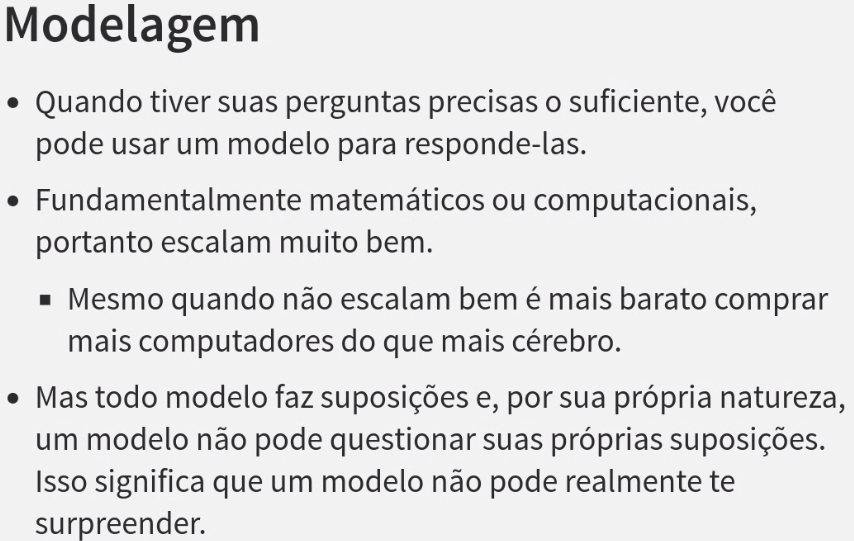 Modelagem
• Quando tiver suas perguntas precisas o suficiente, você
pode usar um modelo para responde-las.
• Fundamentalmente matemáticos ou computacionais,
portanto escalam muito bem.
▪ Mesmo quando não escalam bem é mais barato comprar
mais computadores do que mais cérebro.
• Mas todo modelo faz suposições e, por sua própria natureza,
um modelo não pode questionar suas próprias suposições.
Isso significa que um modelo não pode realmente te
surpreender.